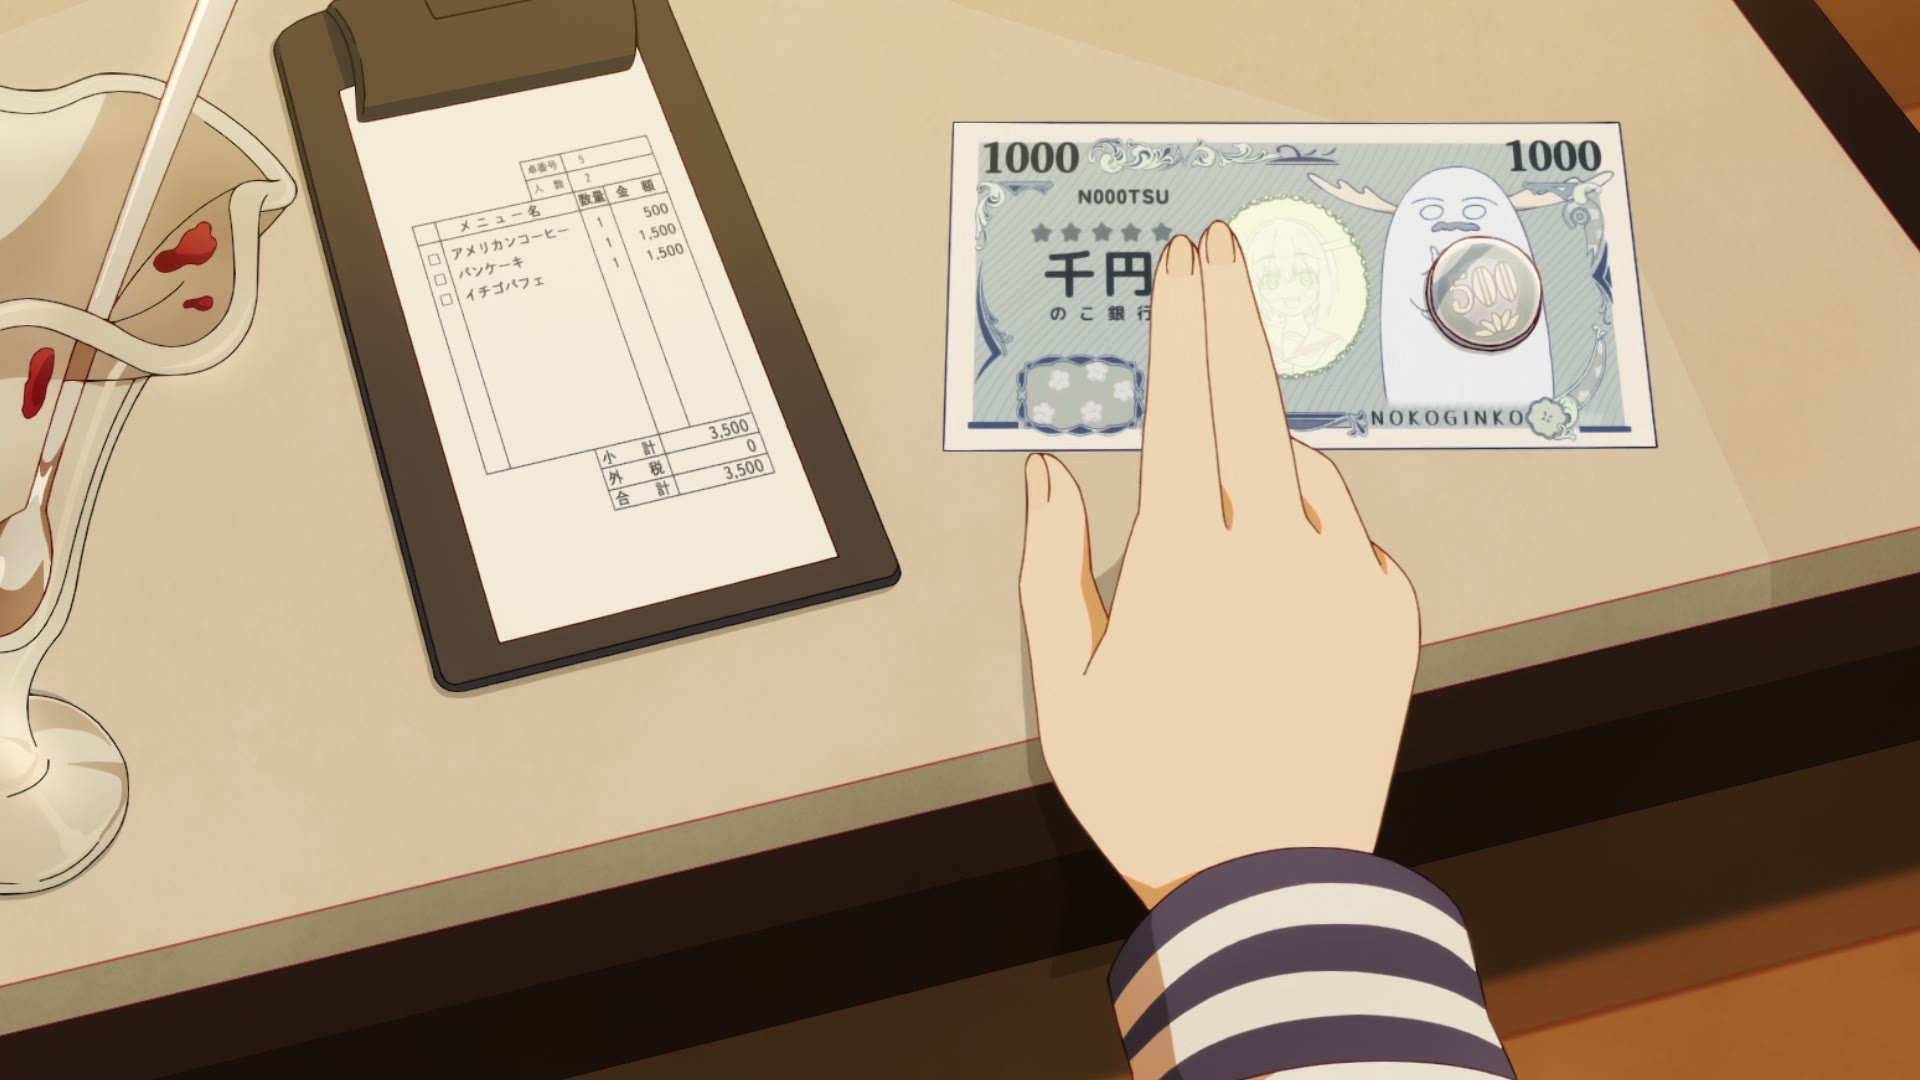 卓番号 5
人数 2
メニュー名 数量 金額
アメリカンコーヒー 1 500
パンケーキ 1 1,500
イチゴパフェ 1 1,500
小計 3,500
外税 0
合計 3,500
1000 1000
N000TSU
千円
のこ銀行
500
NOKOGINKO